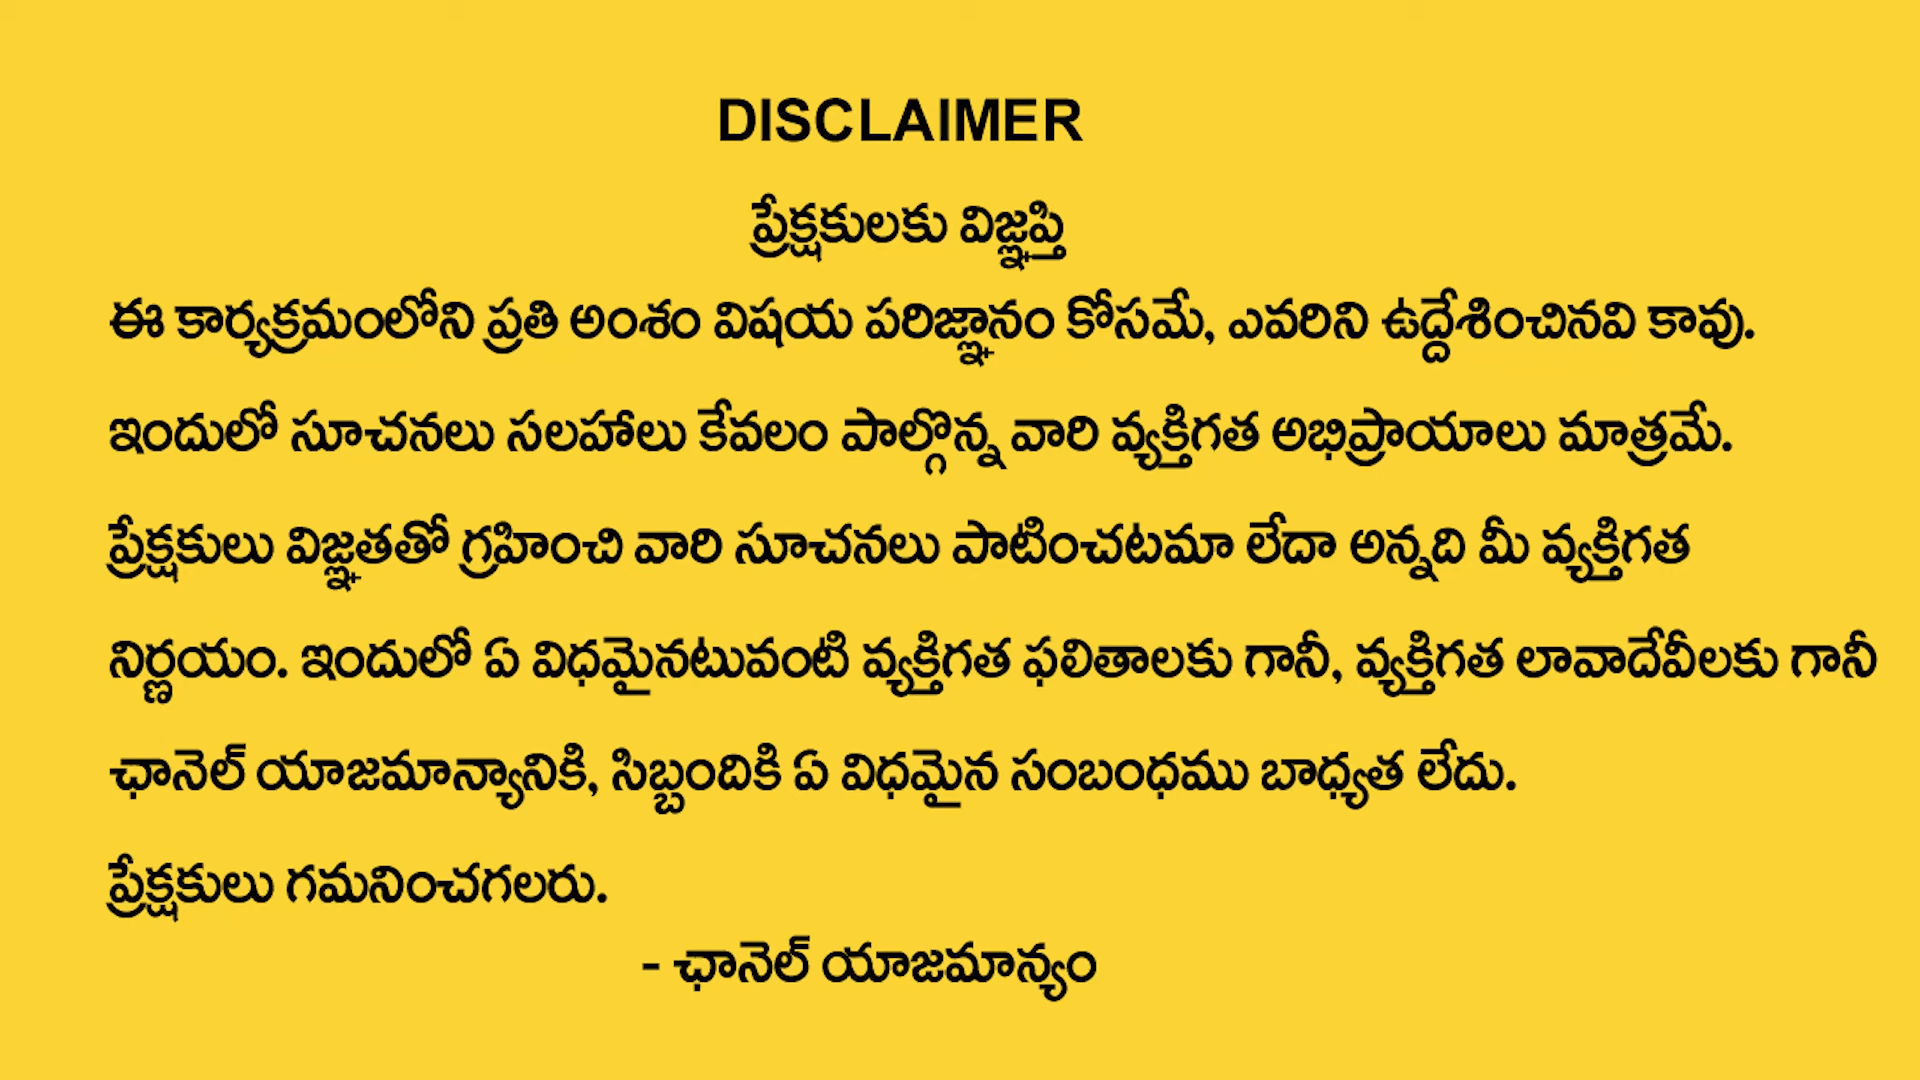 DISCLAIMER
ప్రేక్షకులకు విజ్ఞప్తి
ఈ కార్యక్రమంలోని ప్రతి అంశం విషయ పరిజ్ఞానం కోసమే, ఎవరిని ఉద్దేశించినవి కావు.
ఇందులో సూచనలు సలహాలు కేవలం పాల్గొన్న వారి వ్యక్తిగత అభిప్రాయాలు మాత్రమే.
ప్రేక్షకులు విజ్ఞతతో గ్రహించి వారి సూచనలు పాటించటమా లేదా అన్నది మీ వ్యక్తిగత
నిర్ణయం. ఇందులో ఏ విధమైనటువంటి వ్యక్తిగత ఫలితాలకు గానీ, వ్యక్తిగత లావాదేవీలకు గానీ
ఛానెల్ యాజమాన్యానికి, సిబ్బందికి ఏ విధమైన సంబంధము బాధ్యత లేదు.
ప్రేక్షకులు గమనించగలరు.
- ఛానెల్ యాజమాన్యం